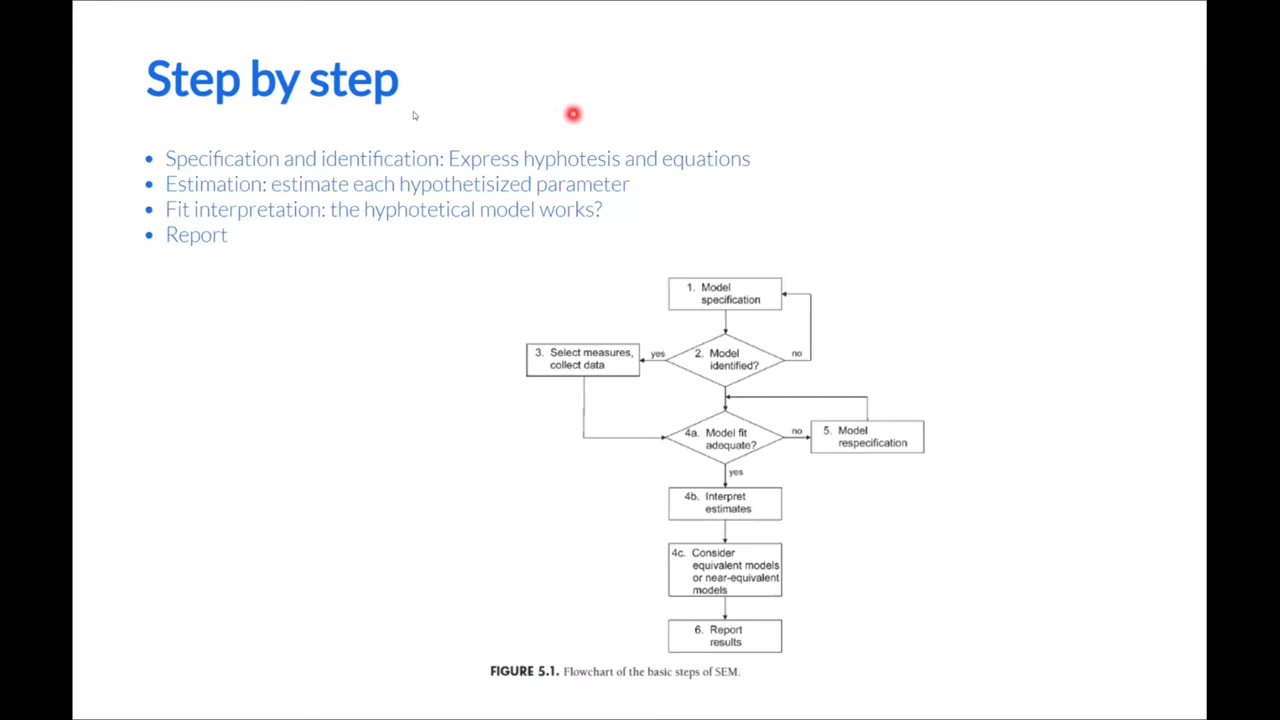 Step by step
• Specification and identification: Express hyphotesis and equations
• Estimation: estimate each hypothetisized parameter
• Fit interpretation: the hyphotetical model works?
• Report
1. Model
specification
2. Model
identified?
no
yes
3. Select measures,
collect data
4a. Model fit
adequate?
no
5. Model
respecification
yes
4b. Interpret
estimates
4c. Consider
equivalent models
or near-equivalent
models
6. Report
results
FIGURE 5.1. Flowchart of the basic steps of SEM.